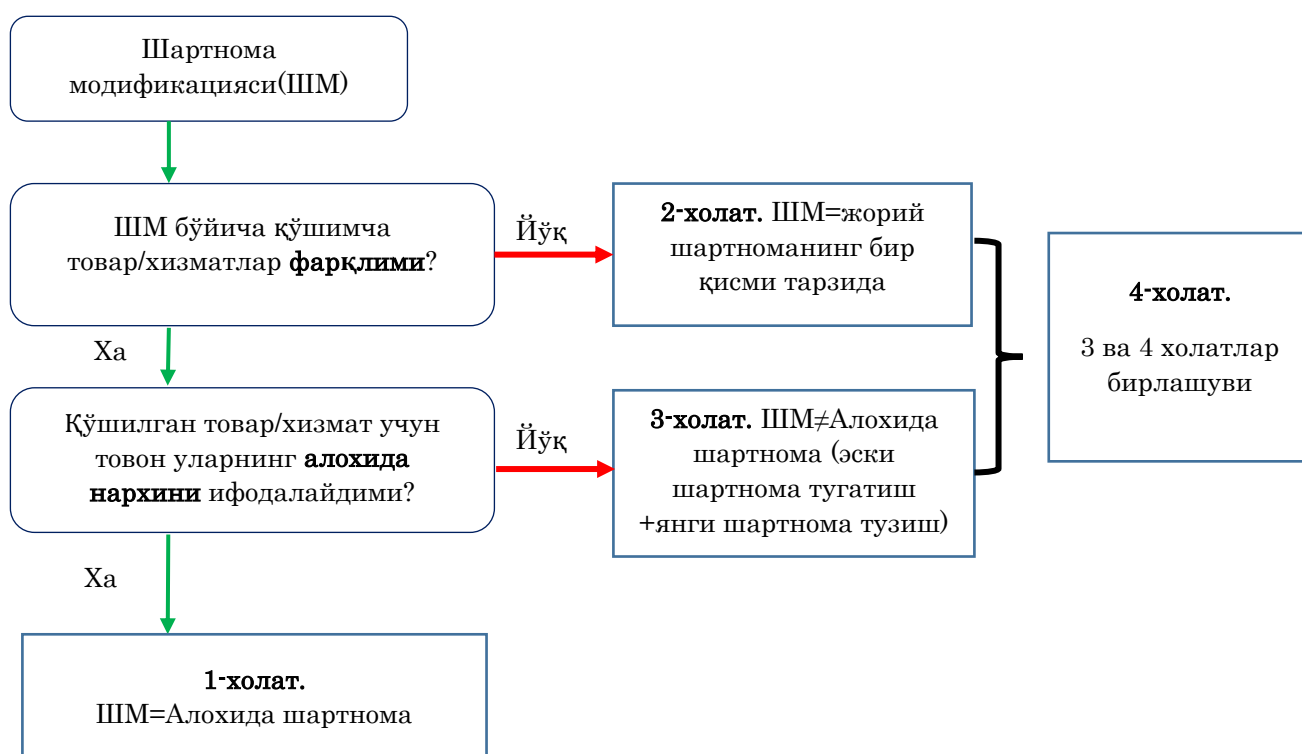 Шартнома
модификацияси(ШМ)
ШМ бўйича қўшимча
товар/хизматлар фарқлими?
Йўқ
2-холат. ШМ=жорий
шартноманинг бир
қисми тарзида
4-холат.
3 ва 4 холатлар
бирлашуви
Ха
Қўшилган товар/хизмат учун
товон уларнинг алохида
нархини ифодалайдими?
Йўқ
3-холат. ШМ≠Алохида
шартнома (эски
шартнома тугатиш
+янги шартнома тузиш)
Ха
1-холат.
ШМ=Алохида шартнома